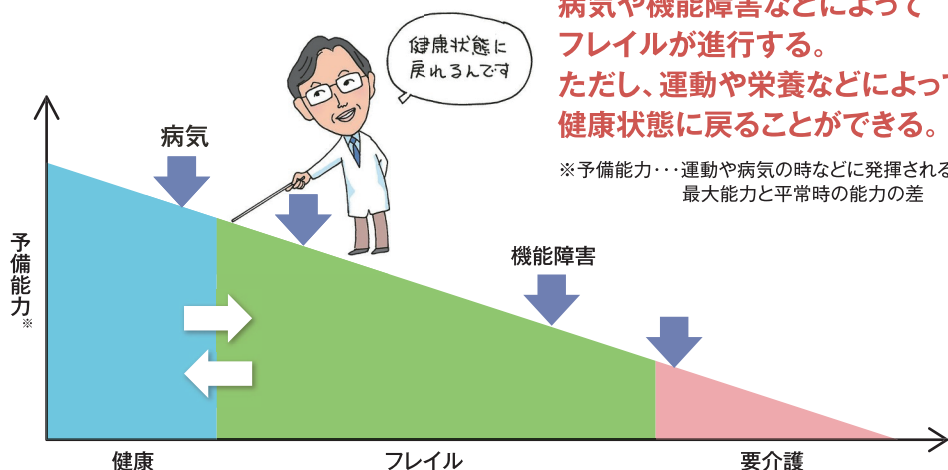 病気や機能障害などによって
フレイルが進行する。
ただし、運動や栄養などによって
健康状態に戻ることができる。
※予備能力･･･運動や病気の時などに発揮される
最大能力と平常時の能力の差
健康状態に
戻れるんです
病気
機能障害
予備能力※
健康
フレイル
要介護